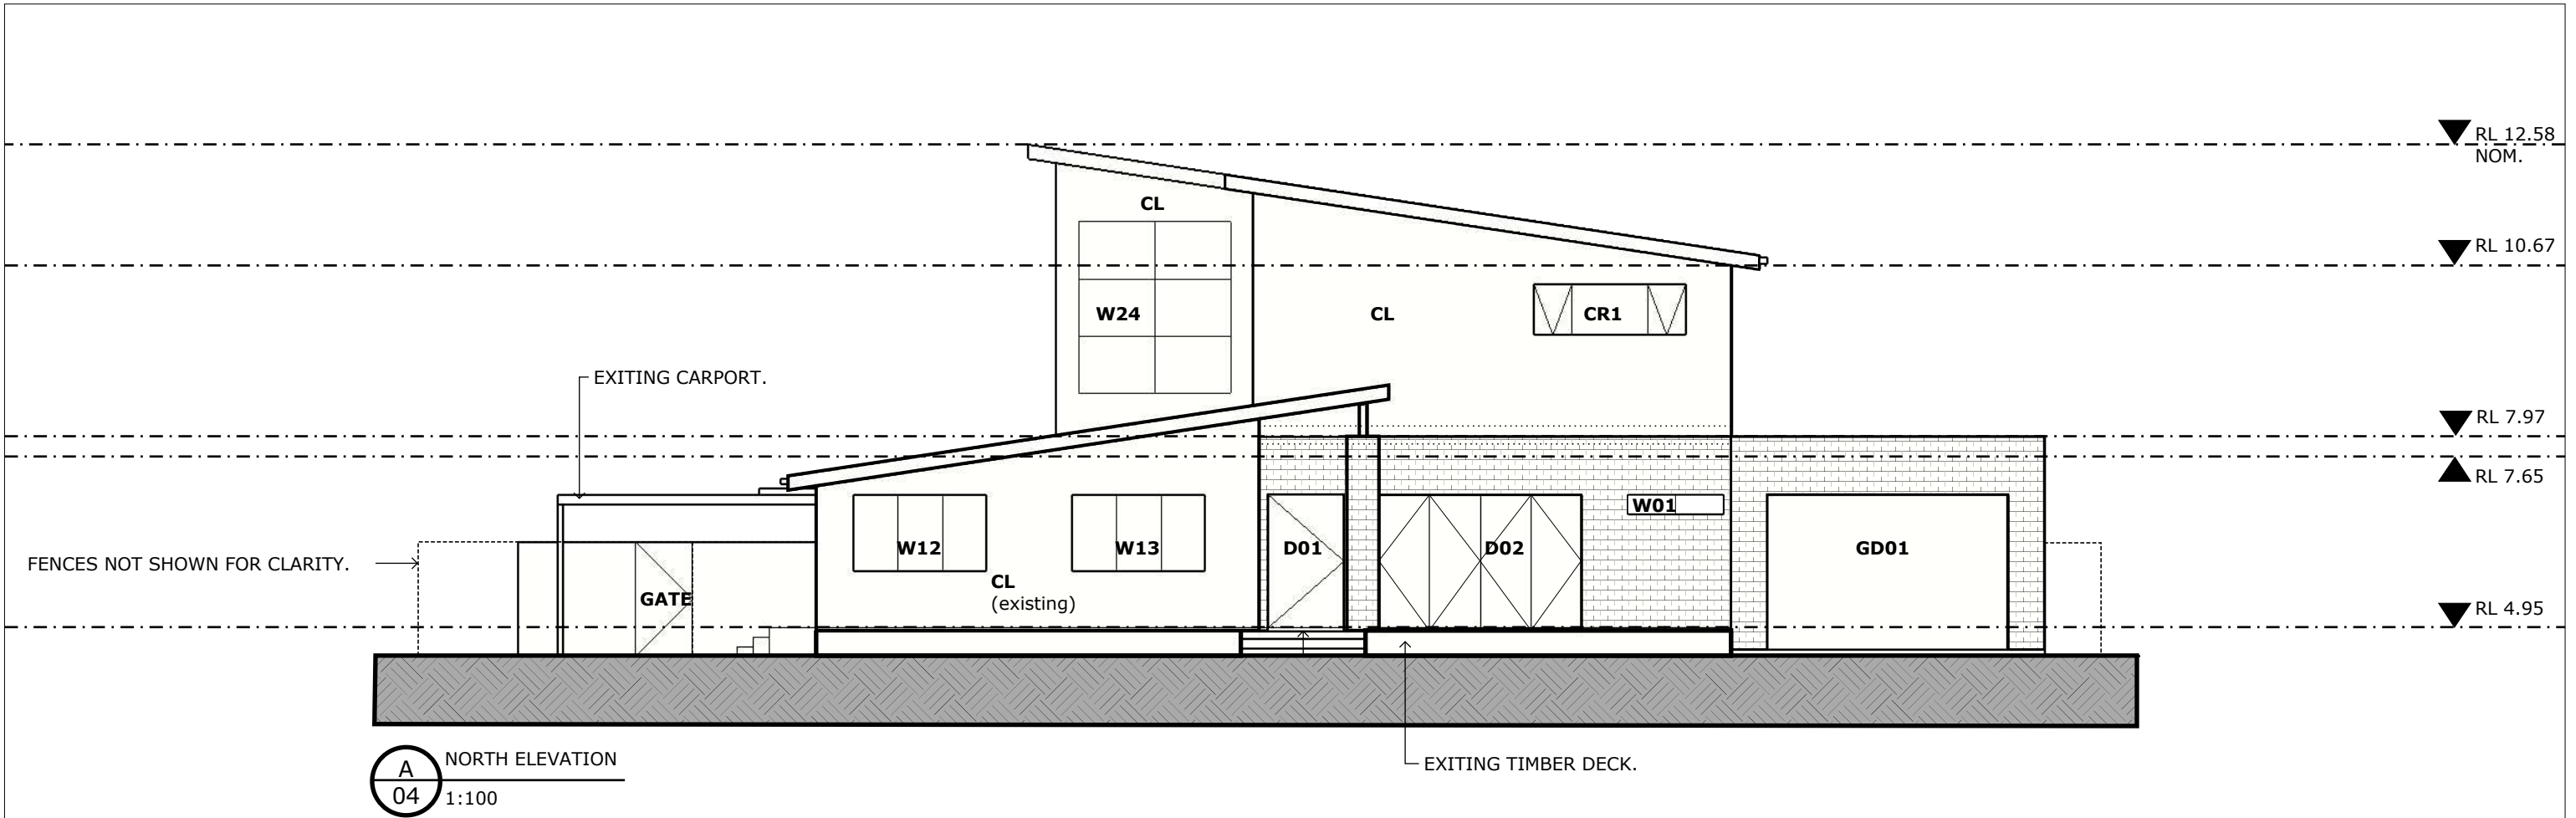 RL 12.58
NOM.
CL
RL 10.67
W24
CL
CR1
EXITING CARPORT.
RL 7.97
RL 7.65
W01
W12
W13
D01
D02
GD01
FENCES NOT SHOWN FOR CLARITY.
CL
(existing)
GATE
RL 4.95
A
04
NORTH ELEVATION
1:100
EXITING TIMBER DECK.